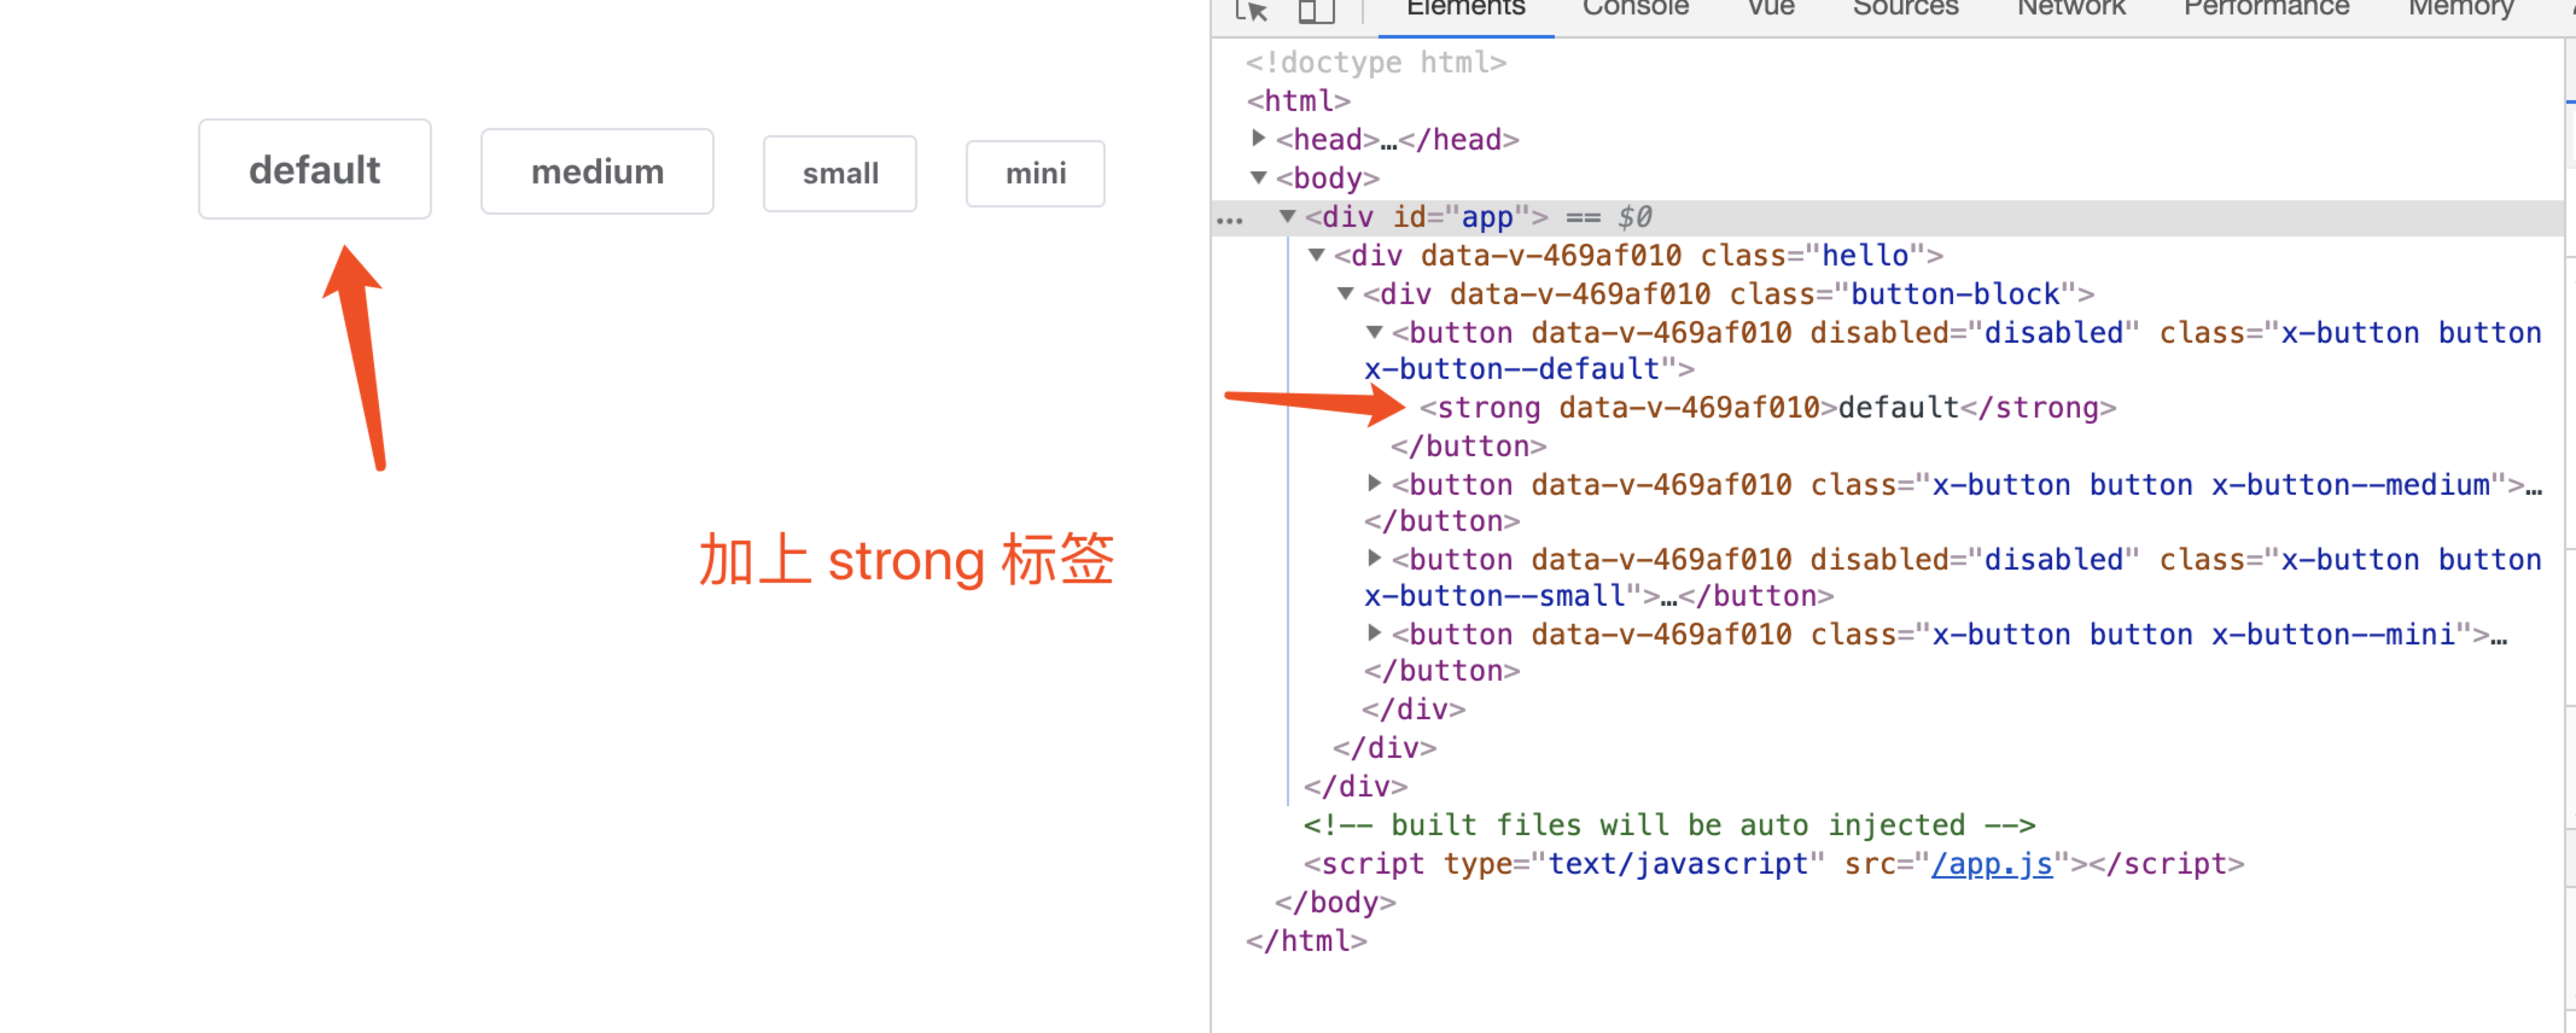 default medium small mini
加上 strong 标签
Elements Console Vue Sources Network Performance Memory
<!doctype html>
<html>
<head>…</head>
<body>
… <div id="app"> == $0
<div data-v-469af010 class="hello">
<div data-v-469af010 class="button-block">
<button data-v-469af010 disabled="disabled" class="x-button button
x-button--default">
<strong data-v-469af010>default</strong>
</button>
<button data-v-469af010 class="x-button button x-button--medium">…
</button>
<button data-v-469af010 disabled="disabled" class="x-button button
x-button--small">…</button>
<button data-v-469af010 class="x-button button x-button--mini">…
</button>
</div>
</div>
</div>
<!-- built files will be auto injected -->
<script type="text/javascript" src="/app.js"></script>
</body>
</html>